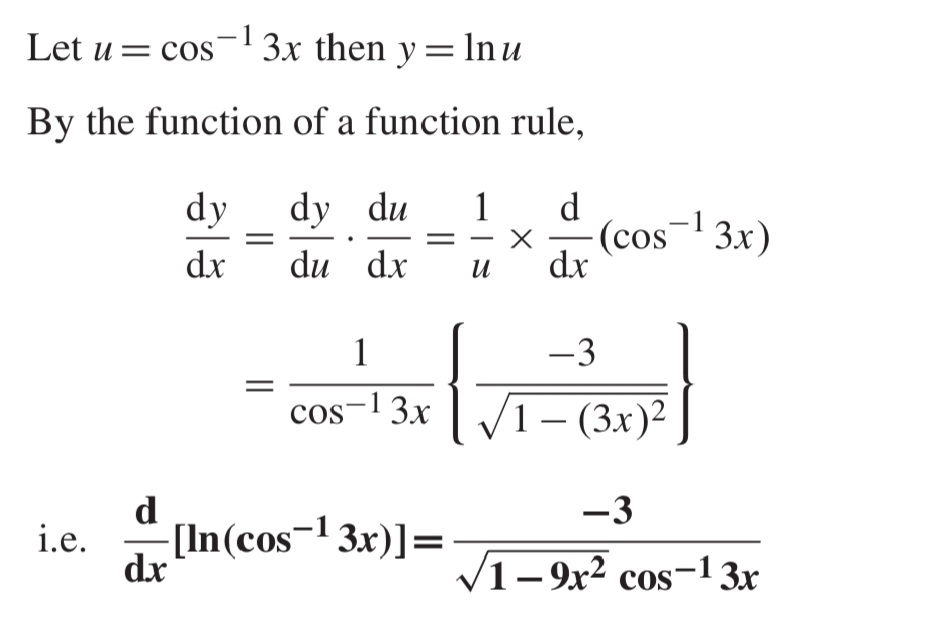 Let u = cos⁻¹ 3x then y = ln u
By the function of a function rule,
dy/dx = dy/du · du/dx = 1/u × d/dx (cos⁻¹ 3x)
= 1/(cos⁻¹ 3x) { −3/√(1 − (3x)²) }
i.e. d/dx [ln(cos⁻¹ 3x)] = −3/(√(1 − 9x²) cos⁻¹ 3x)